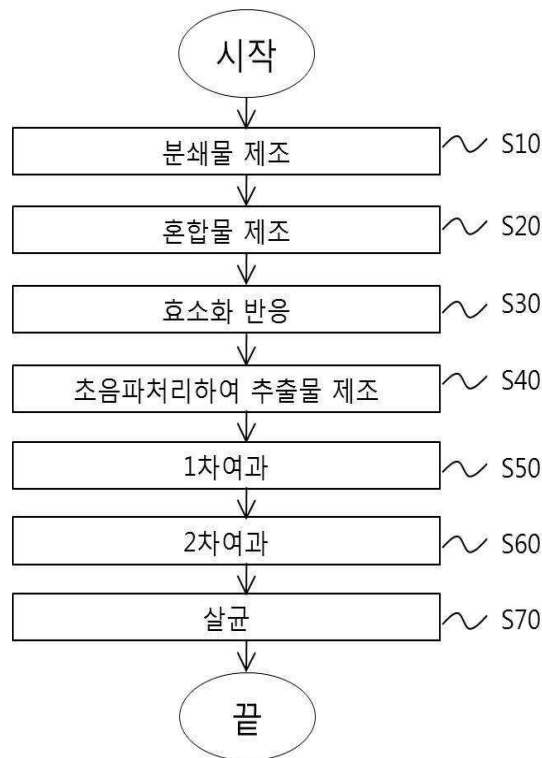 시작
분쇄물 제조 S10
혼합물 제조 S20
효소화 반응 S30
초음파처리하여 추출물 제조 S40
1차여과 S50
2차여과 S60
살균 S70
끝